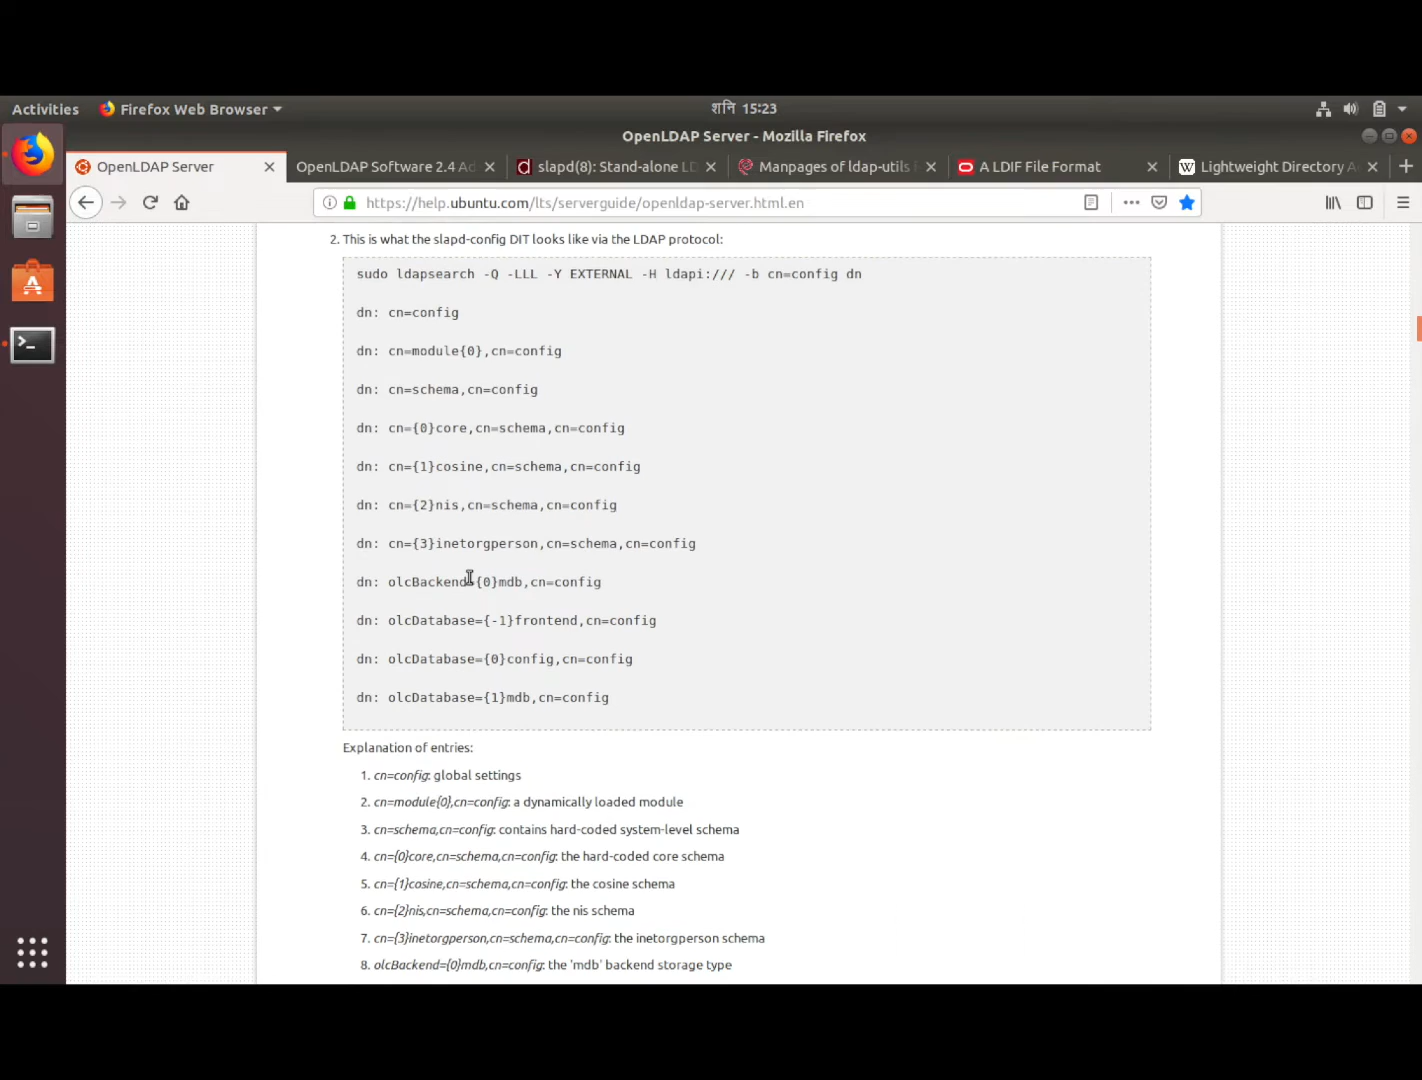 Activities Firefox Web Browser शनि 15:23
OpenLDAP Server - Mozilla Firefox
OpenLDAP Server OpenLDAP Software 2.4 Ad slapd(8): Stand-alone LD Manpages of ldap-utils A LDIF File Format Lightweight Directory A
https://help.ubuntu.com/lts/serverguide/openldap-server.html.en
2. This is what the slapd-config DIT looks like via the LDAP protocol:
sudo ldapsearch -Q -LLL -Y EXTERNAL -H ldapi:/// -b cn=config dn
dn: cn=config
dn: cn=module{0},cn=config
dn: cn=schema,cn=config
dn: cn={0}core,cn=schema,cn=config
dn: cn={1}cosine,cn=schema,cn=config
dn: cn={2}nis,cn=schema,cn=config
dn: cn={3}inetorgperson,cn=schema,cn=config
dn: olcBackend={0}mdb,cn=config
dn: olcDatabase={-1}frontend,cn=config
dn: olcDatabase={0}config,cn=config
dn: olcDatabase={1}mdb,cn=config
Explanation of entries:
1. cn=config: global settings
2. cn=module{0},cn=config: a dynamically loaded module
3. cn=schema,cn=config: contains hard-coded system-level schema
4. cn={0}core,cn=schema,cn=config: the hard-coded core schema
5. cn={1}cosine,cn=schema,cn=config: the cosine schema
6. cn={2}nis,cn=schema,cn=config: the nis schema
7. cn={3}inetorgperson,cn=schema,cn=config: the inetorgperson schema
8. olcBackend={0}mdb,cn=config: the 'mdb' backend storage type